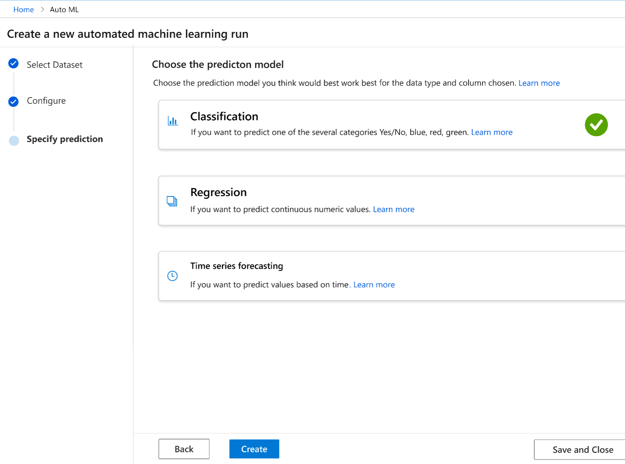 Home > Auto ML
Create a new automated machine learning run
Select Dataset
Configure
Specify prediction
Choose the predicton model
Choose the prediction model you think would best work best for the data type and column chosen. Learn more
Classification
If you want to predict one of the several categories Yes/No, blue, red, green. Learn more
Regression
If you want to predict continuous numeric values. Learn more
Time series forecasting
If you want to predict values based on time. Learn more
Back
Create
Save and Close